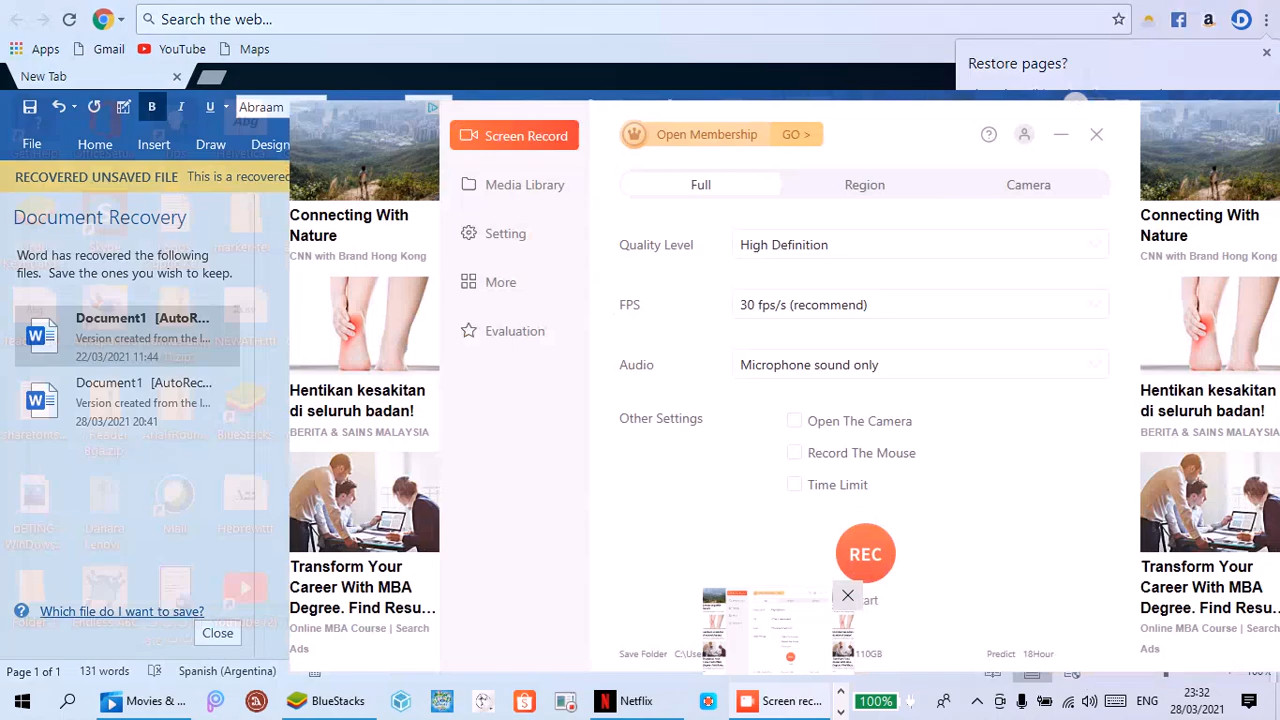 Search the web...
Apps Gmail YouTube Maps
New Tab
Restore pages?
B I U Abraam
File Home Insert Draw Design
RECOVERED UNSAVED FILE This is a recovered
Document Recovery
Word has recovered the following
files. Save the ones you wish to keep.
Document1 [AutoR...
Version created from the l...
22/03/2021 11:44
Document1 [AutoRec...
Version created from the l...
28/03/2021 20:41
BlueStacks
Which file do I want to save?
Close
Page 1 of 1 31 words Spanish (Argentina
Connecting With
Nature
CNN with Brand Hong Kong
Hentikan kesakitan
di seluruh badan!
BERITA & SAINS MALAYSIA
Transform Your
Career With MBA
Degree. Find Resu...
Online MBA Course | Search
Ads
Screen Record
Media Library
Setting
More
Evaluation
Open Membership GO >
Full Region Camera
Quality Level High Definition
FPS 30 fps/s (recommend)
Audio Microphone sound only
Other Settings
Open The Camera
Record The Mouse
Time Limit
REC
Save Folder C:\Use 110GB Predict 18Hour
Connecting With
Nature
CNN with Brand Hong Kong
Hentikan kesakitan
di seluruh badan!
BERITA & SAINS MALAYSIA
Transform Your
Career With MBA
Degree. Find Resu...
Online MBA Course | Search
Ads
100%
Movies &... BlueStacks Netflix Screen rec... 100% ENG
23:32
28/03/2021